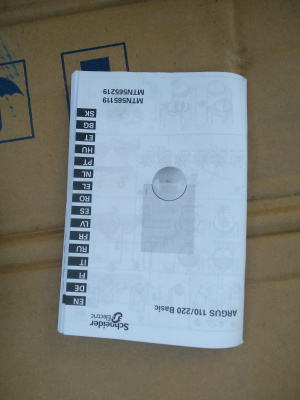 Schneider
Electric
ARGUS 110/220 Basic
EN
DE
FI
IT
RU
FR
LV
ES
RO
EL
NL
PT
HU
ET
BG
SK
MTN565119
MTN565219